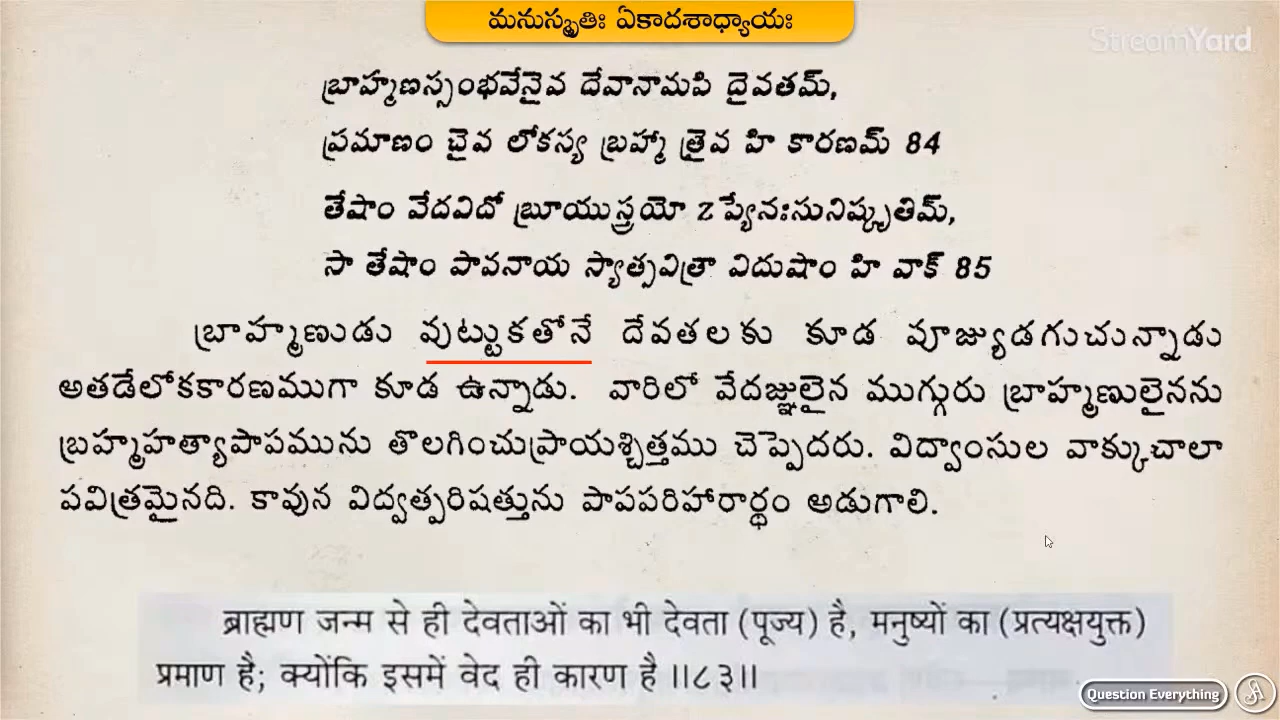 మనుస్మృతిః ఏకాదశాధ్యాయః
StreamYard
బ్రాహ్మణస్సంభవేనైవ దేవానామపి దైవతమ్,
ప్రమాణం చైవ లోకస్య బ్రహ్మా త్రైవ హి కారణమ్ 84
తేషాం వేదవిదో బ్రూయుస్త్రయో ఽప్యేనఃసునిష్కృతిమ్,
సా తేషాం పావనాయ స్యాత్పవిత్రా విదుషాం హి వాక్ 85
బ్రాహ్మణుడు వుట్టుకతోనే దేవతలకు కూడ పూజ్యుడగుచున్నాడు
అతడేలోకకారణముగా కూడ ఉన్నాడు. వారిలో వేదజ్ఞులైన ముగ్గురు బ్రాహ్మణులైనను
బ్రహ్మహత్యాపాపమును తొలగించుప్రాయశ్చిత్తము చెప్పెదరు. విద్వాంసుల వాక్కుచాలా
పవిత్రమైనది. కావున విద్వత్పరిషత్తును పాపపరిహారార్థం అడుగాలి.
ब्राह्मण जन्म से ही देवताओं का भी देवता (पूज्य) है, मनुष्यों का (प्रत्यक्षयुक्त)
प्रमाण है; क्योंकि इसमें वेद ही कारण है ॥८३॥
Question Everything